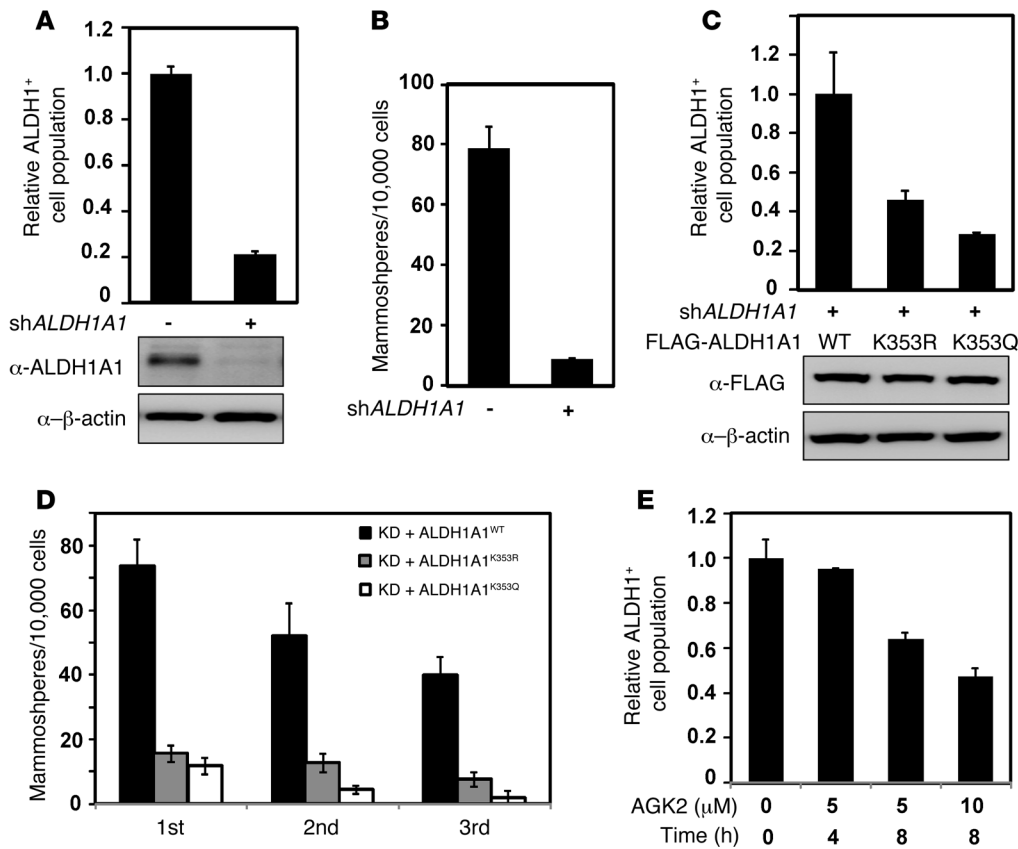 A
Relative ALDH1+
cell population
1.2
1.0
0.8
0.6
0.4
0.2
0
shALDH1A1
- +
α-ALDH1A1
α–β-actin
B
Mammoshperes/10,000 cells
100
80
60
40
20
0
shALDH1A1
- +
C
Relative ALDH1+
cell population
1.2
1.0
0.8
0.6
0.4
0.2
0
shALDH1A1 + + +
FLAG-ALDH1A1 WT K353R K353Q
α-FLAG
α–β-actin
D
Mammoshperes/10,000 cells
80
60
40
20
0
KD + ALDH1A1WT
KD + ALDH1A1K353R
KD + ALDH1A1K353Q
1st 2nd 3rd
E
Relative ALDH1+
cell population
1.2
1.0
0.8
0.6
0.4
0.2
0
AGK2 (μM) 0 5 5 10
Time (h) 0 4 8 8